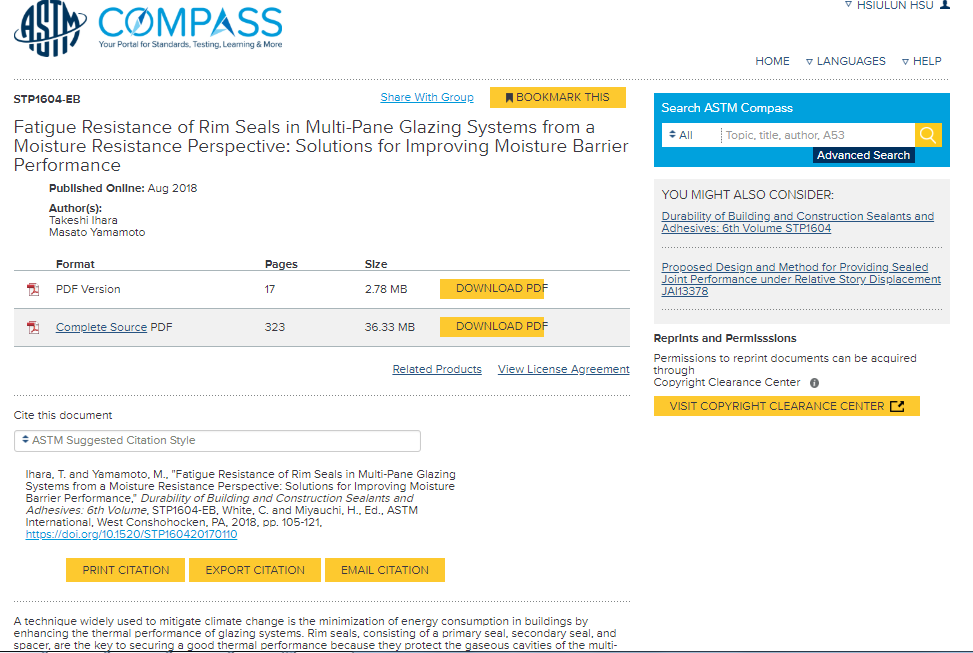 ASTM COMPASS
Your Portal for Standards, Testing, Learning & More
▽ HSIULUN HSU
HOME ▽ LANGUAGES ▽ HELP
STP1604-EB
Share With Group
BOOKMARK THIS
Fatigue Resistance of Rim Seals in Multi-Pane Glazing Systems from a
Moisture Resistance Perspective: Solutions for Improving Moisture Barrier
Performance
Published Online: Aug 2018
Author(s):
Takeshi Ihara
Masato Yamamoto
Format Pages Size
PDF Version 17 2.78 MB DOWNLOAD PDF
Complete Source PDF 323 36.33 MB DOWNLOAD PDF
Related Products View License Agreement
Cite this document
ASTM Suggested Citation Style
Ihara, T. and Yamamoto, M., "Fatigue Resistance of Rim Seals in Multi-Pane Glazing
Systems from a Moisture Resistance Perspective: Solutions for Improving Moisture
Barrier Performance," Durability of Building and Construction Sealants and
Adhesives: 6th Volume, STP1604-EB, White, C. and Miyauchi, H., Ed., ASTM
International, West Conshohocken, PA, 2018, pp. 105-121,
https://doi.org/10.1520/STP160420170110
PRINT CITATION EXPORT CITATION EMAIL CITATION
A technique widely used to mitigate climate change is the minimization of energy consumption in buildings by
enhancing the thermal performance of glazing systems. Rim seals, consisting of a primary seal, secondary seal, and
spacer, are the key to securing a good thermal performance because they protect the gaseous cavities of the multi-
Search ASTM Compass
All Topic, title, author, A53
Advanced Search
YOU MIGHT ALSO CONSIDER:
Durability of Building and Construction Sealants and
Adhesives: 6th Volume STP1604
Proposed Design and Method for Providing Sealed
Joint Performance under Relative Story Displacement
JAI13378
Reprints and Permisssions
Permissions to reprint documents can be acquired
through
Copyright Clearance Center
VISIT COPYRIGHT CLEARANCE CENTER